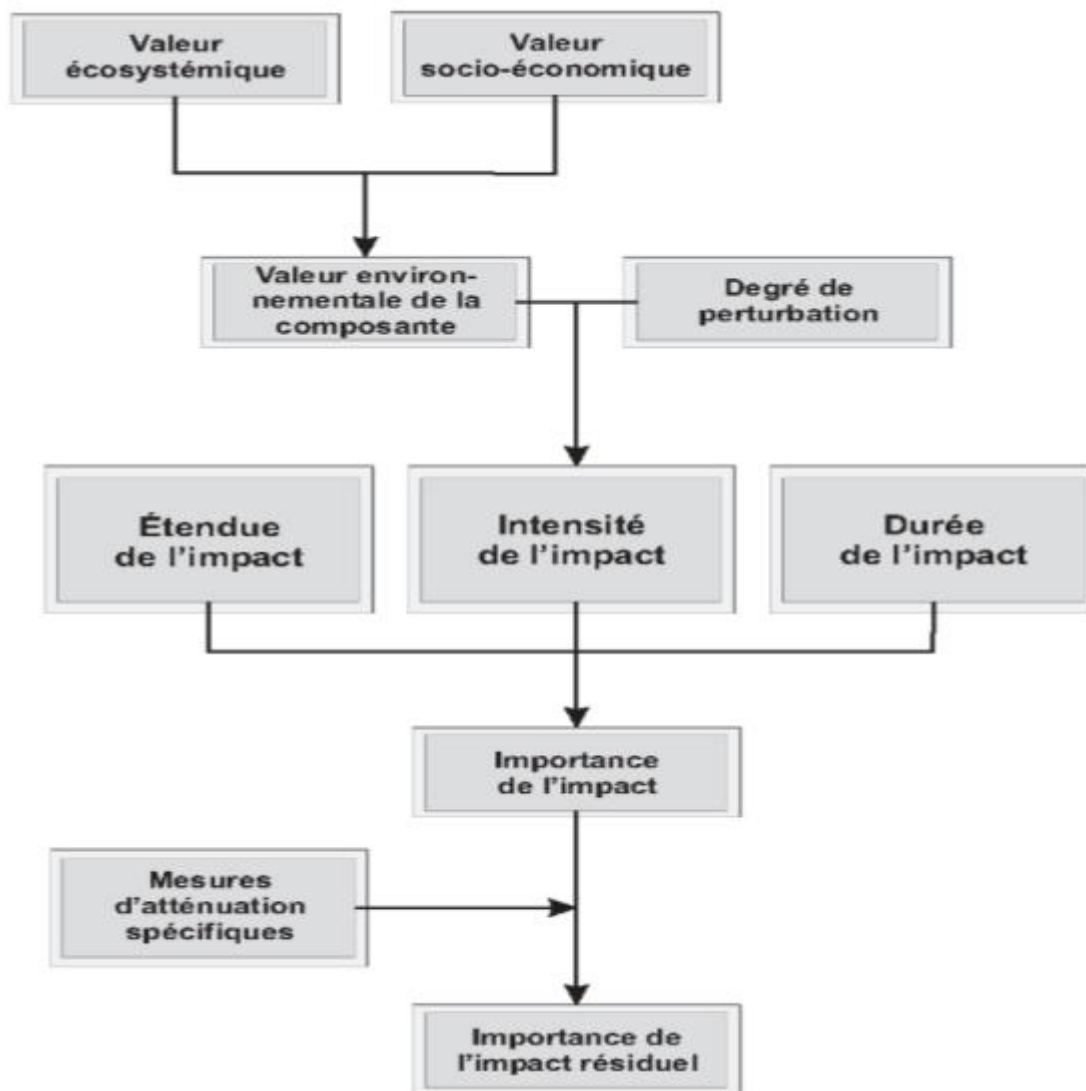 Valeur
écosystémique
Valeur
socio-économique
Valeur environ-
nementale de la
composante
Degré de
perturbation
Étendue
de l'impact
Intensité
de l'impact
Durée
de l'impact
Importance
de l'impact
Mesures
d'atténuation
spécifiques
Importance de
l'impact résiduel